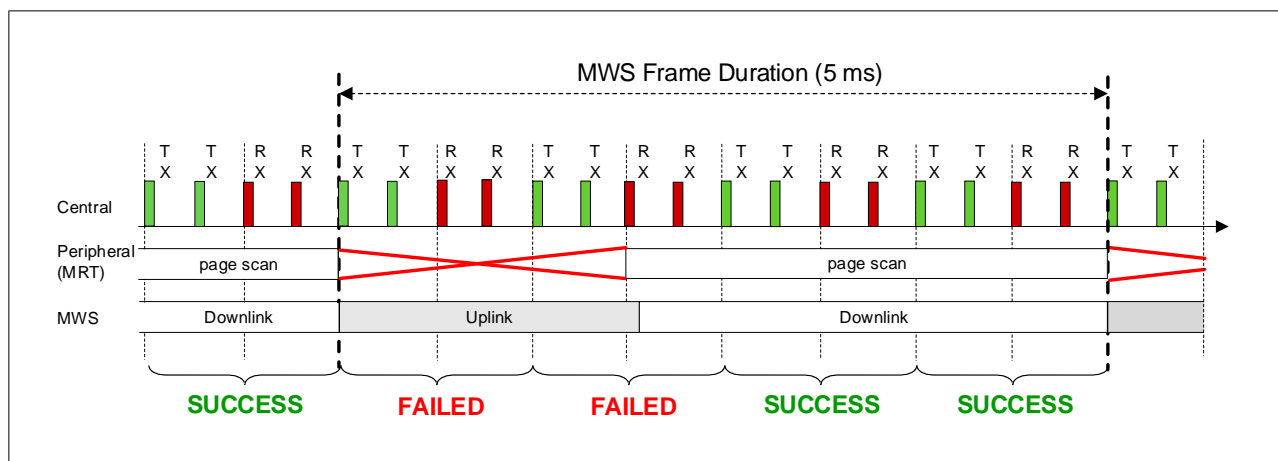 MWS Frame Duration (5 ms)
T T R R T T R R T T R R T T R R T T R R T T
X X X X X X X X X X X X X X X X X X X X X X
Central
Peripheral
(MRT)
page scan
page scan
MWS
Downlink
Uplink
Downlink
SUCCESS
FAILED
FAILED
SUCCESS
SUCCESS